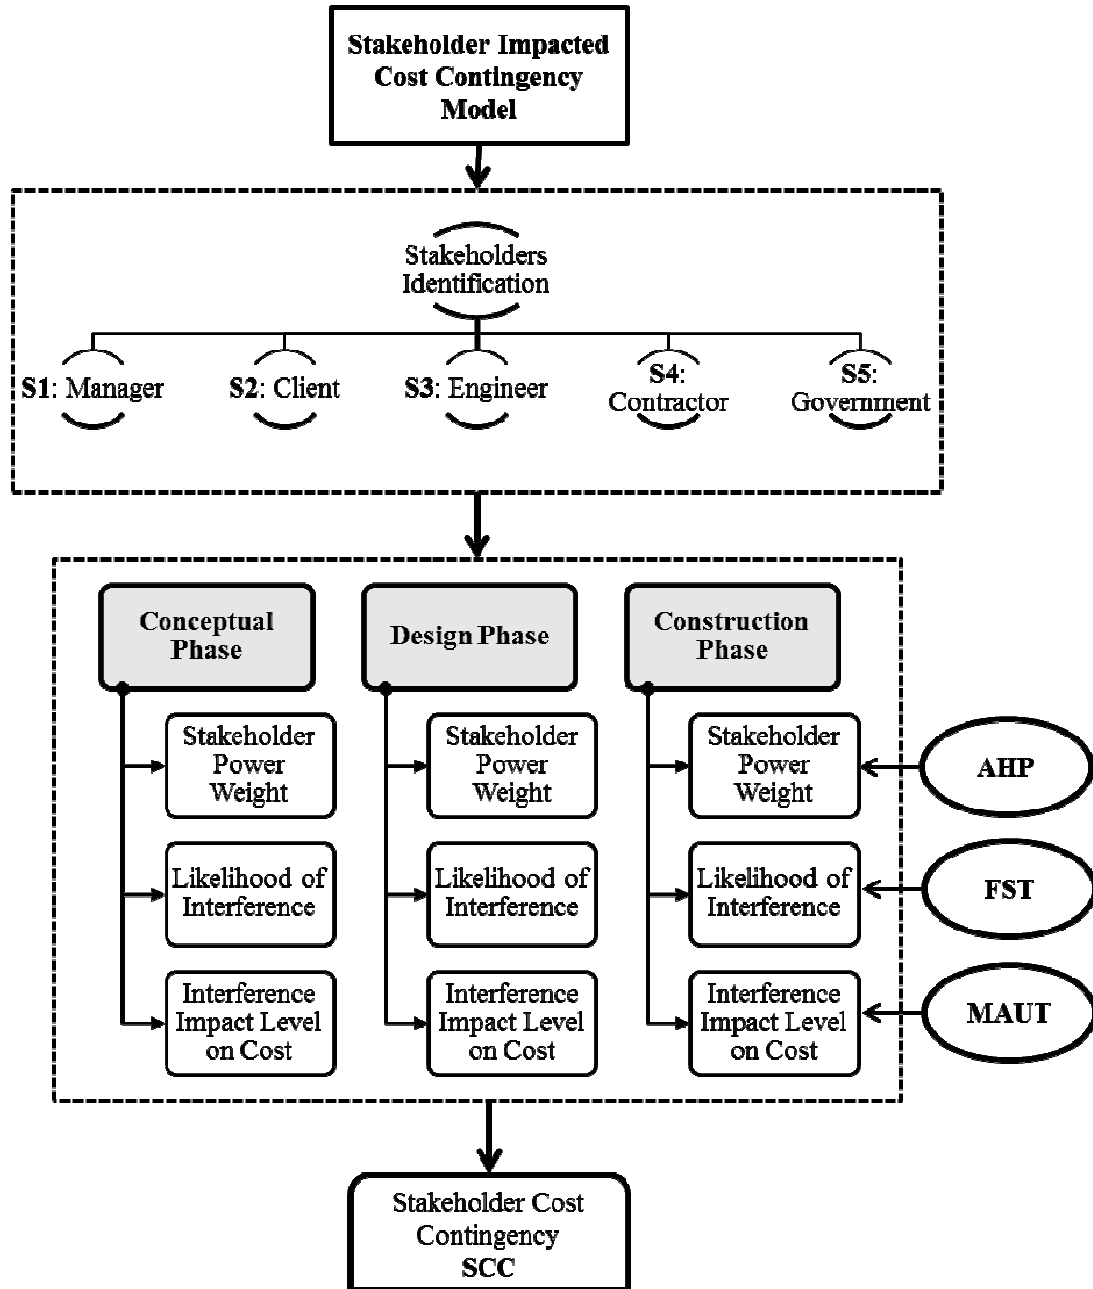 Stakeholder Impacted
Cost Contingency
Model
Stakeholders
Identification
S1: Manager
S2: Client
S3: Engineer
S4:
Contractor
S5:
Government
Conceptual
Phase
Design Phase
Construction
Phase
Stakeholder
Power
Weight
Stakeholder
Power
Weight
Stakeholder
Power
Weight
AHP
Likelihood of
Interference
Likelihood of
Interference
Likelihood of
Interference
FST
Interference
Impact Level
on Cost
Interference
Impact Level
on Cost
Interference
Impact Level
on Cost
MAUT
Stakeholder Cost
Contingency
SCC